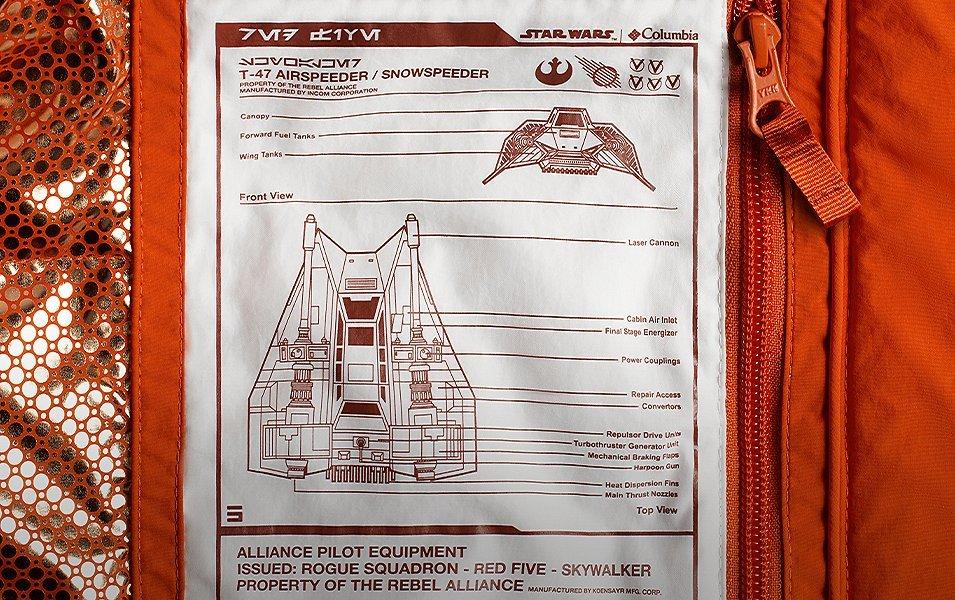 STAR WARS | Columbia
T-47 AIRSPEEDER / SNOWSPEEDER
PROPERTY OF THE REBEL ALLIANCE
MANUFACTURED BY INCOM CORPORATION
Canopy
Forward Fuel Tanks
Wing Tanks
Front View
Laser Cannon
Cabin Air Inlet
Final Stage Energizer
Power Couplings
Repair Access
Convertors
Repulsor Drive Units
Turbothruster Generator Unit
Mechanical Braking Flaps
Harpoon Gun
Heat Dispersion Fins
Main Thrust Nozzles
Top View
ALLIANCE PILOT EQUIPMENT
ISSUED: ROGUE SQUADRON - RED FIVE - SKYWALKER
PROPERTY OF THE REBEL ALLIANCE MANUFACTURED BY KOENSAYR MFG. CORP.
YKK